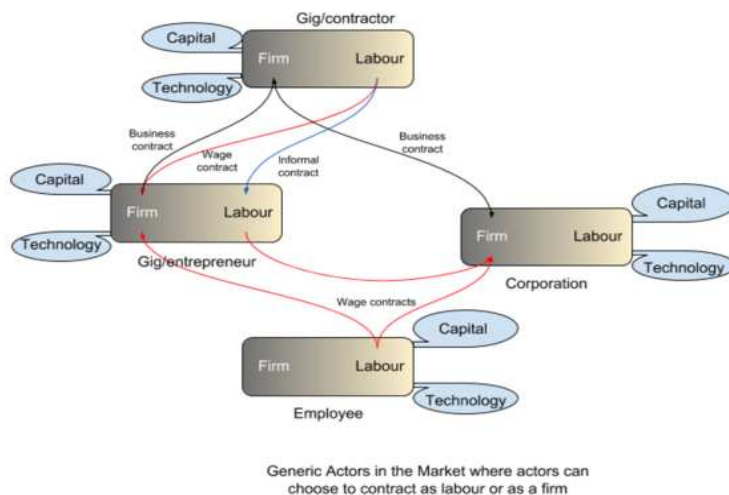 Gig/contractor
Capital
Firm
Labour
Technology
Business
contract
Wage
contract
Informal
contract
Business
contract
Capital
Firm
Labour
Technology
Gig/entrepreneur
Capital
Firm
Labour
Technology
Corporation
Wage contracts
Capital
Firm
Labour
Technology
Employee
Generic Actors in the Market where actors can
choose to contract as labour or as a firm